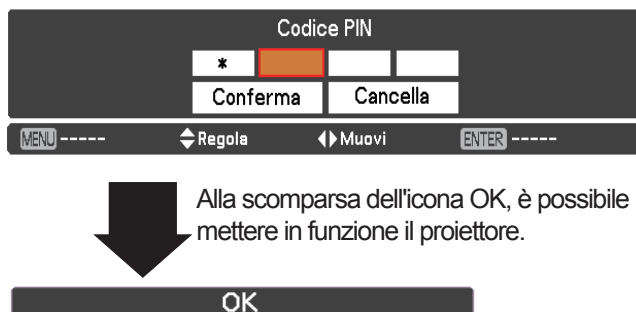 Codice PIN
*
Conferma Cancella
MENU ----- Regola Muovi ENTER -----
Alla scomparsa dell'icona OK, è possibile
mettere in funzione il proiettore.
OK